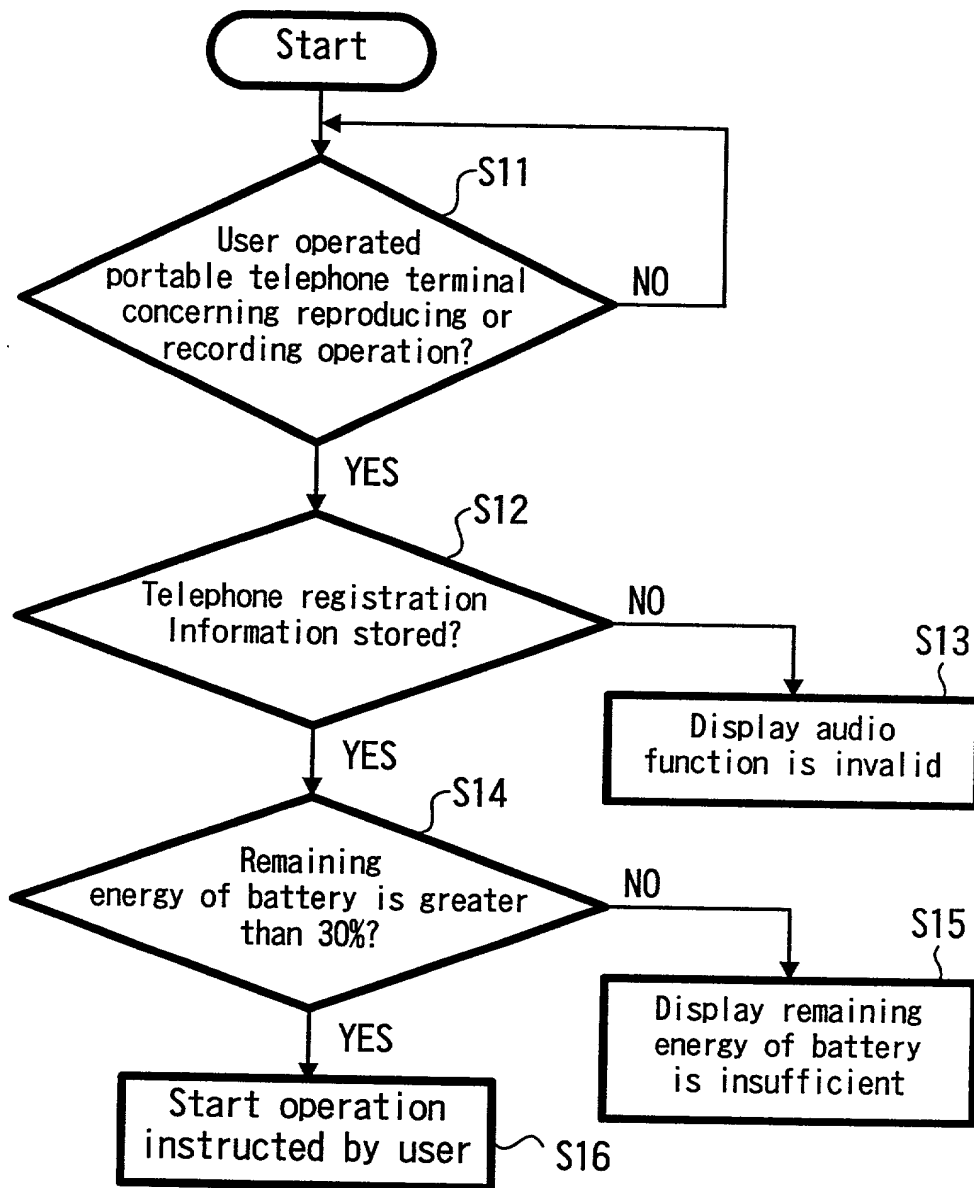 Start
S11
User operated
portable telephone terminal
concerning reproducing or
recording operation?
NO
YES
S12
Telephone registration
Information stored?
NO
S13
Display audio
function is invalid
YES
S14
Remaining
energy of battery is greater
than 30%?
NO
S15
Display remaining
energy of battery
is insufficient
YES
Start operation
instructed by user
S16